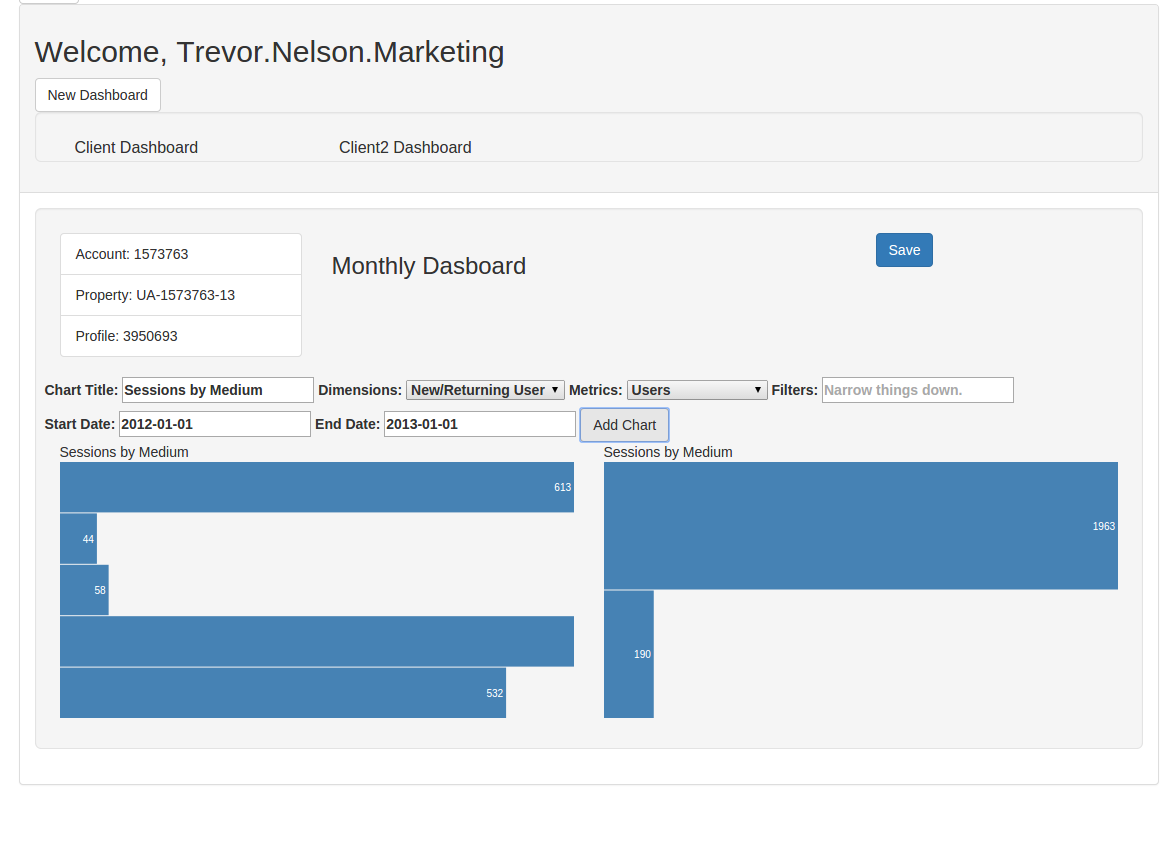 Welcome, Trevor.Nelson.Marketing
New Dashboard
Client Dashboard Client2 Dashboard
Account: 1573763
Property: UA-1573763-13
Profile: 3950693
Monthly Dasboard
Save
Chart Title: Sessions by Medium Dimensions: New/Returning User Metrics: Users Filters: Narrow things down.
Start Date: 2012-01-01 End Date: 2013-01-01 Add Chart
Sessions by Medium
613
44
58
532
Sessions by Medium
1963
190